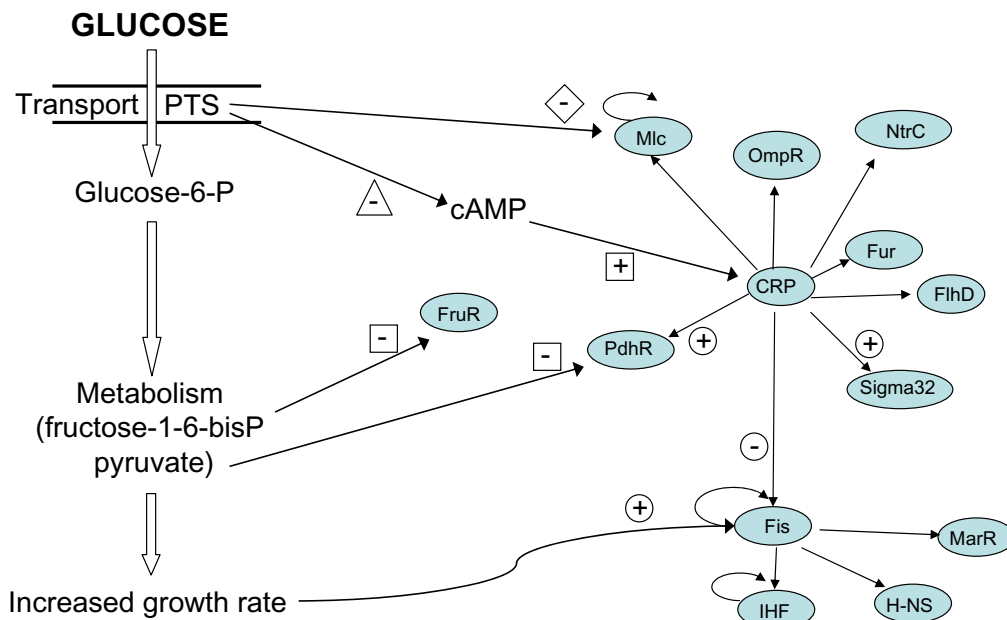 GLUCOSE
Transport PTS
-
Mlc
OmpR
NtrC
Glucose-6-P
-
cAMP
+
CRP
Fur
FlhD
FruR
-
-
PdhR
+
+
Sigma32
Metabolism
(fructose-1-6-bisP
pyruvate)
-
+
Fis
MarR
Increased growth rate
IHF
H-NS